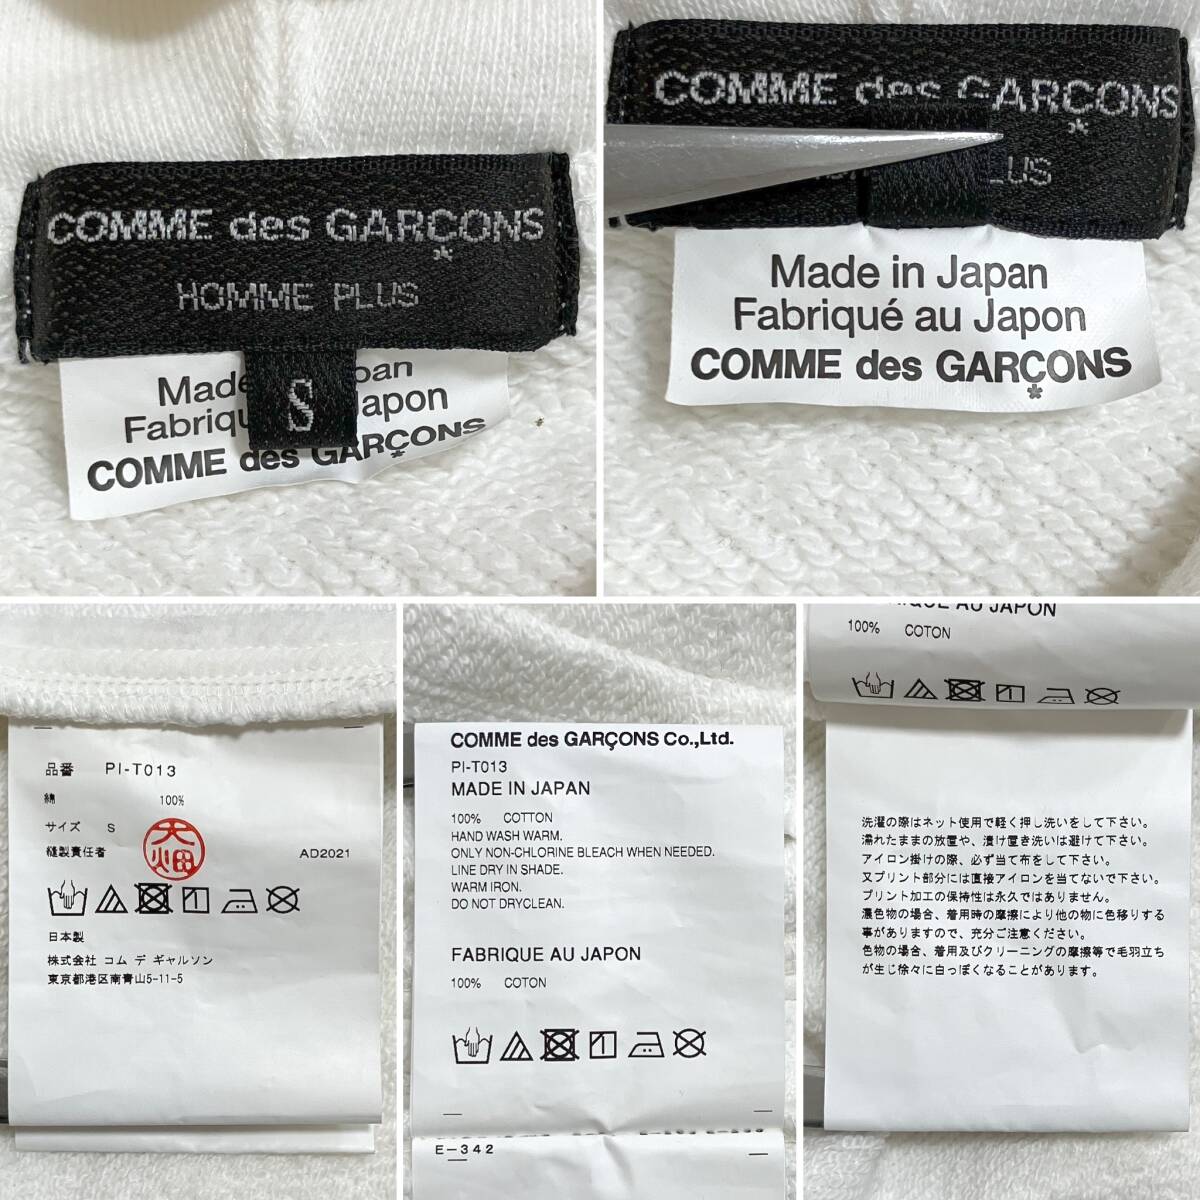 COMME des GARÇONS
*
HOMME PLUS
S
Made pan
Fabriqu apon
COMME des GARÇONS
*
COMME des GARÇONS
*
LUS
Made in Japan
Fabriqué au Japon
COMME des GARÇONS
*
品番 PI-T013
綿 100%
サイズ S
縫製責任者 大畑 AD2021
日本製
株式会社 コム デ ギャルソン
東京都港区南青山5-11-5
COMME des GARÇONS Co.,Ltd.
PI-T013
MADE IN JAPAN
100% COTTON
HAND WASH WARM.
ONLY NON-CHLORINE BLEACH WHEN NEEDED.
LINE DRY IN SHADE.
WARM IRON.
DO NOT DRYCLEAN.
FABRIQUE AU JAPON
100% COTON
E-342
RIQUE AU JAPON
100% COTON
洗濯の際はネット使用で軽く押し洗いをして下さい。
濡れたままの放置や、漬け置き洗いは避けて下さい。
アイロン掛けの際、必ず当て布をして下さい。
又プリント部分には直接アイロンを当てないで下さい。
プリント加工の保持性は永久ではありません。
濃色物の場合、着用時の摩擦により他の物に色移りする
事がありますので、充分ご注意ください。
色物の場合、着用及びクリーニングの摩擦等で毛羽立ち
が生じ徐々に白っぽくなることがあります。